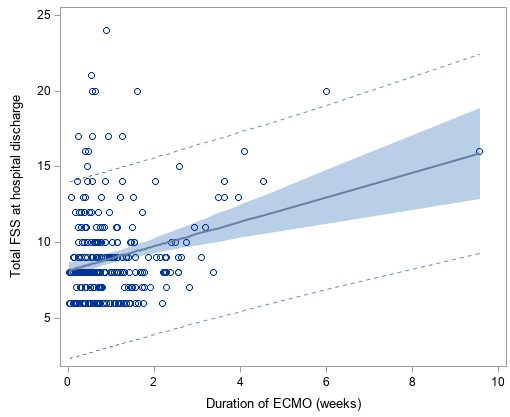 25
20
15
10
5
Total FSS at hospital discharge
0 2 4 6 8 10
Duration of ECMO (weeks)